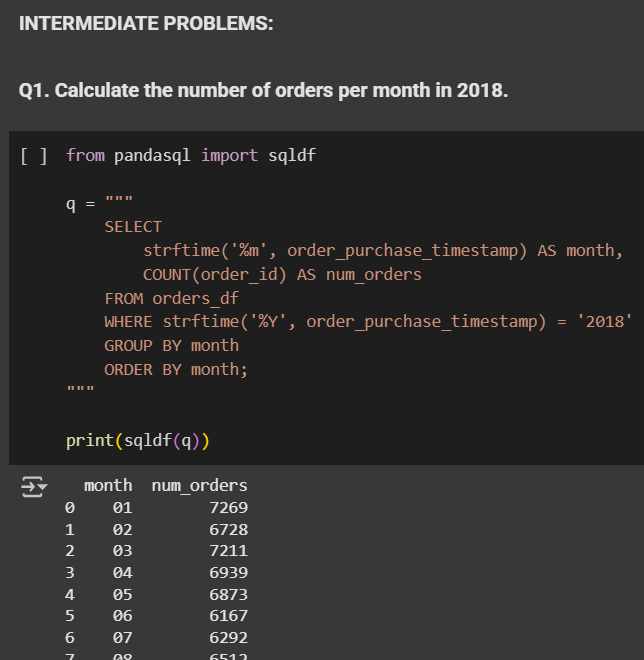 INTERMEDIATE PROBLEMS:
Q1. Calculate the number of orders per month in 2018.
[ ] from pandasql import sqldf
q = """
SELECT
strftime('%m', order_purchase_timestamp) AS month,
COUNT(order_id) AS num_orders
FROM orders_df
WHERE strftime('%Y', order_purchase_timestamp) = '2018'
GROUP BY month
ORDER BY month;
"""
print(sqldf(q))
month num_orders
0 01 7269
1 02 6728
2 03 7211
3 04 6939
4 05 6873
5 06 6167
6 07 6292
7 08 6512